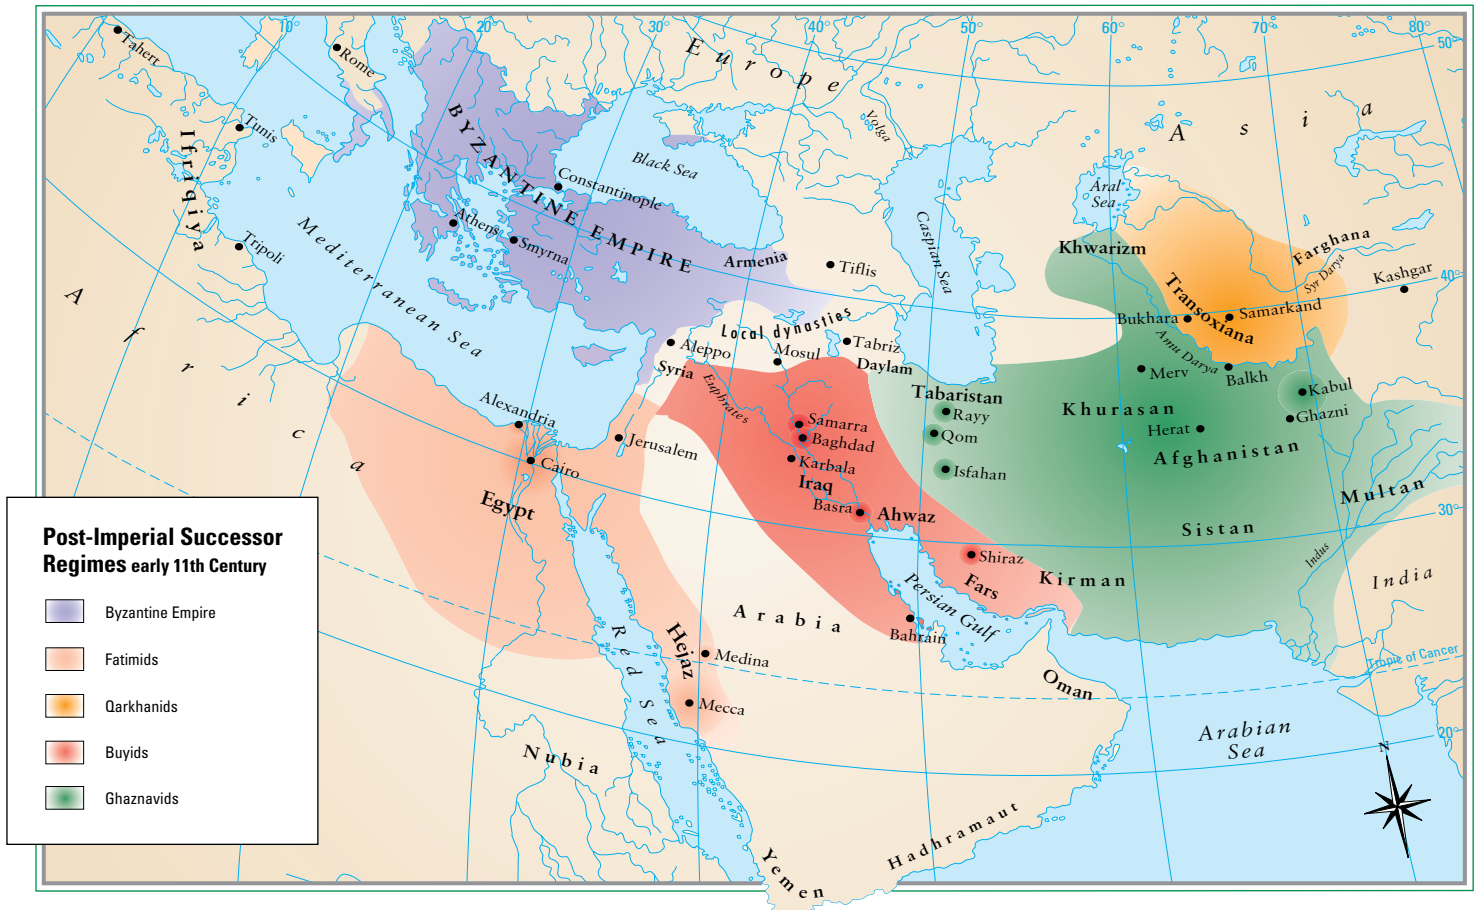 10°
20°
30°
40°
50°
60°
70°
80°
50°
40°
30°
20°
Tahert
Rome
Europe
Volga
Asia
Tunis
Ifriqiya
BYZANTINE EMPIRE
Black Sea
Constantinople
Aral
Sea
Caspian Sea
Athens
Smyrna
Tripoli
Mediterranean Sea
Armenia
Tiflis
Khwarizm
Farghana
Syr Darya
Kashgar
Transoxiana
Bukhara
Samarkand
Amu Darya
Africa
Local dynasties
Aleppo
Mosul
Tabriz
Daylam
Syria
Euphrates
Tabaristan
Merv
Balkh
Kabul
Khurasan
Ghazni
Herat
Afghanistan
Rayy
Qom
Isfahan
Alexandria
Jerusalem
Samarra
Baghdad
Karbala
Iraq
Cairo
Egypt
Basra
Ahwaz
Multan
Sistan
Indus
India
Shiraz
Fars
Kirman
Persian Gulf
Arabia
Bahrain
Hejaz
Medina
Mecca
Red Sea
Oman
Tropic of Cancer
Arabian
Sea
Nubia
Hadhramaut
Yemen
N
Post-Imperial Successor
Regimes early 11th Century
Byzantine Empire
Fatimids
Qarkhanids
Buyids
Ghaznavids